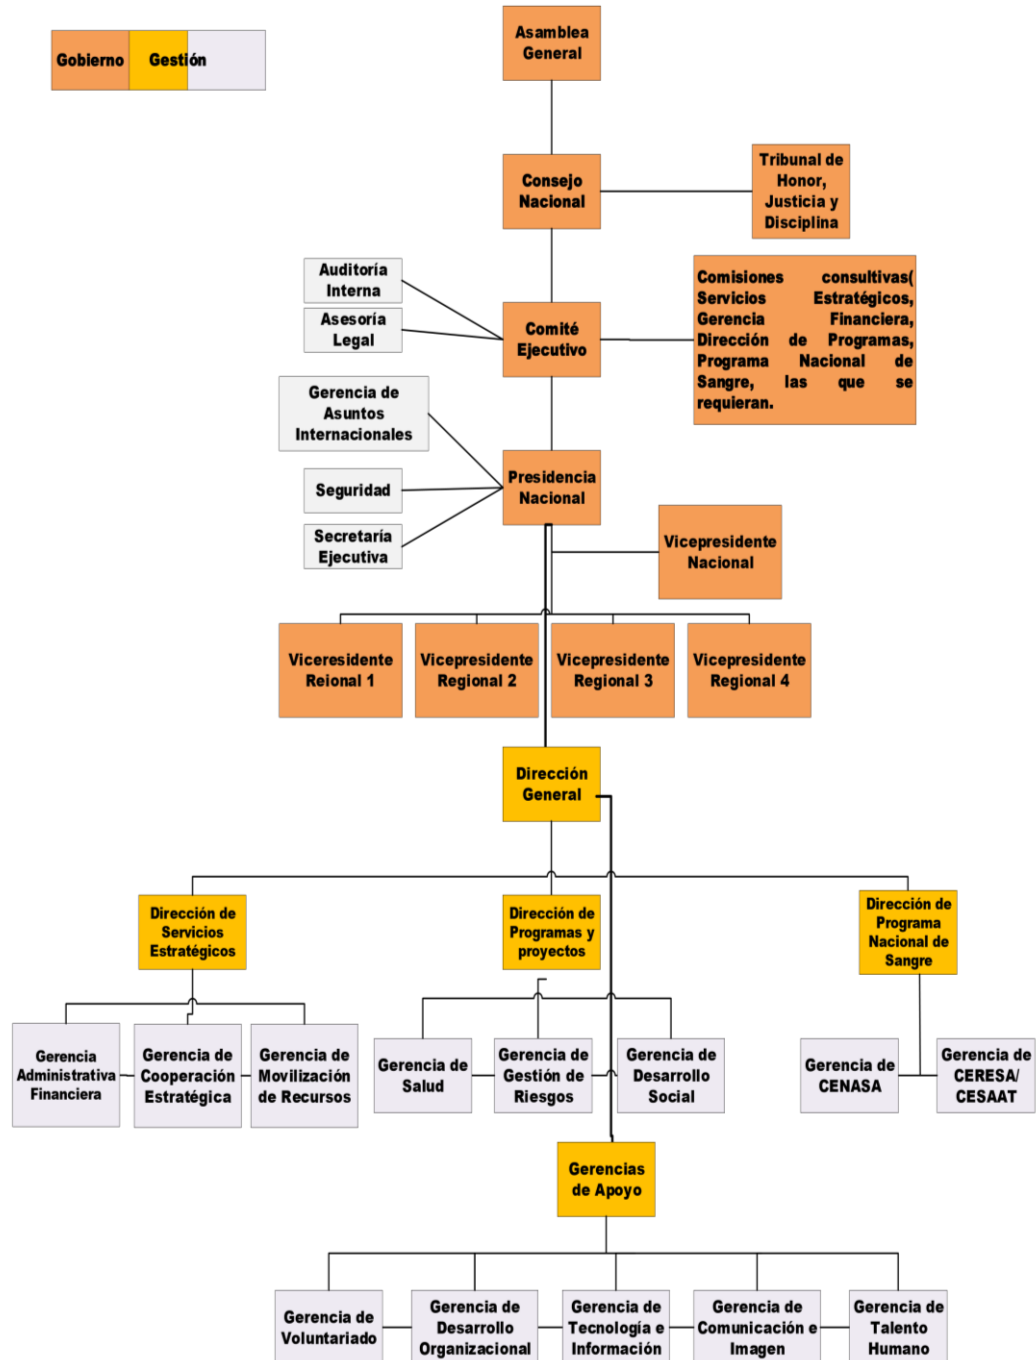 Gobierno Gestión
Asamblea
General
Consejo
Nacional
Tribunal de
Honor,
Justicia y
Disciplina
Auditoría
Interna
Asesoría
Legal
Comité
Ejecutivo
Comisiones consultivas(
Servicios Estratégicos,
Gerencia Financiera,
Dirección de Programas,
Programa Nacional de
Sangre, las que se
requieran.
Gerencia de
Asuntos
Internacionales
Seguridad
Secretaría
Ejecutiva
Presidencia
Nacional
Vicepresidente
Nacional
Viceresidente
Reional 1
Vicepresidente
Regional 2
Vicepresidente
Regional 3
Vicepresidente
Regional 4
Dirección
General
Dirección de
Servicios
Estratégicos
Dirección de
Programas y
proyectos
Dirección de
Programa
Nacional de
Sangre
Gerencia
Administrativa
Financiera
Gerencia de
Cooperación
Estratégica
Gerencia de
Movilización
de Recursos
Gerencia de
Salud
Gerencia de
Gestión de
Riesgos
Gerencia de
Desarrollo
Social
Gerencia de
CENASA
Gerencia de
CERESA/
CESAAT
Gerencias
de Apoyo
Gerencia de
Voluntariado
Gerencia de
Desarrollo
Organizacional
Gerencia de
Tecnología e
Información
Gerencia de
Comunicación e
Imagen
Gerencia de
Talento
Humano